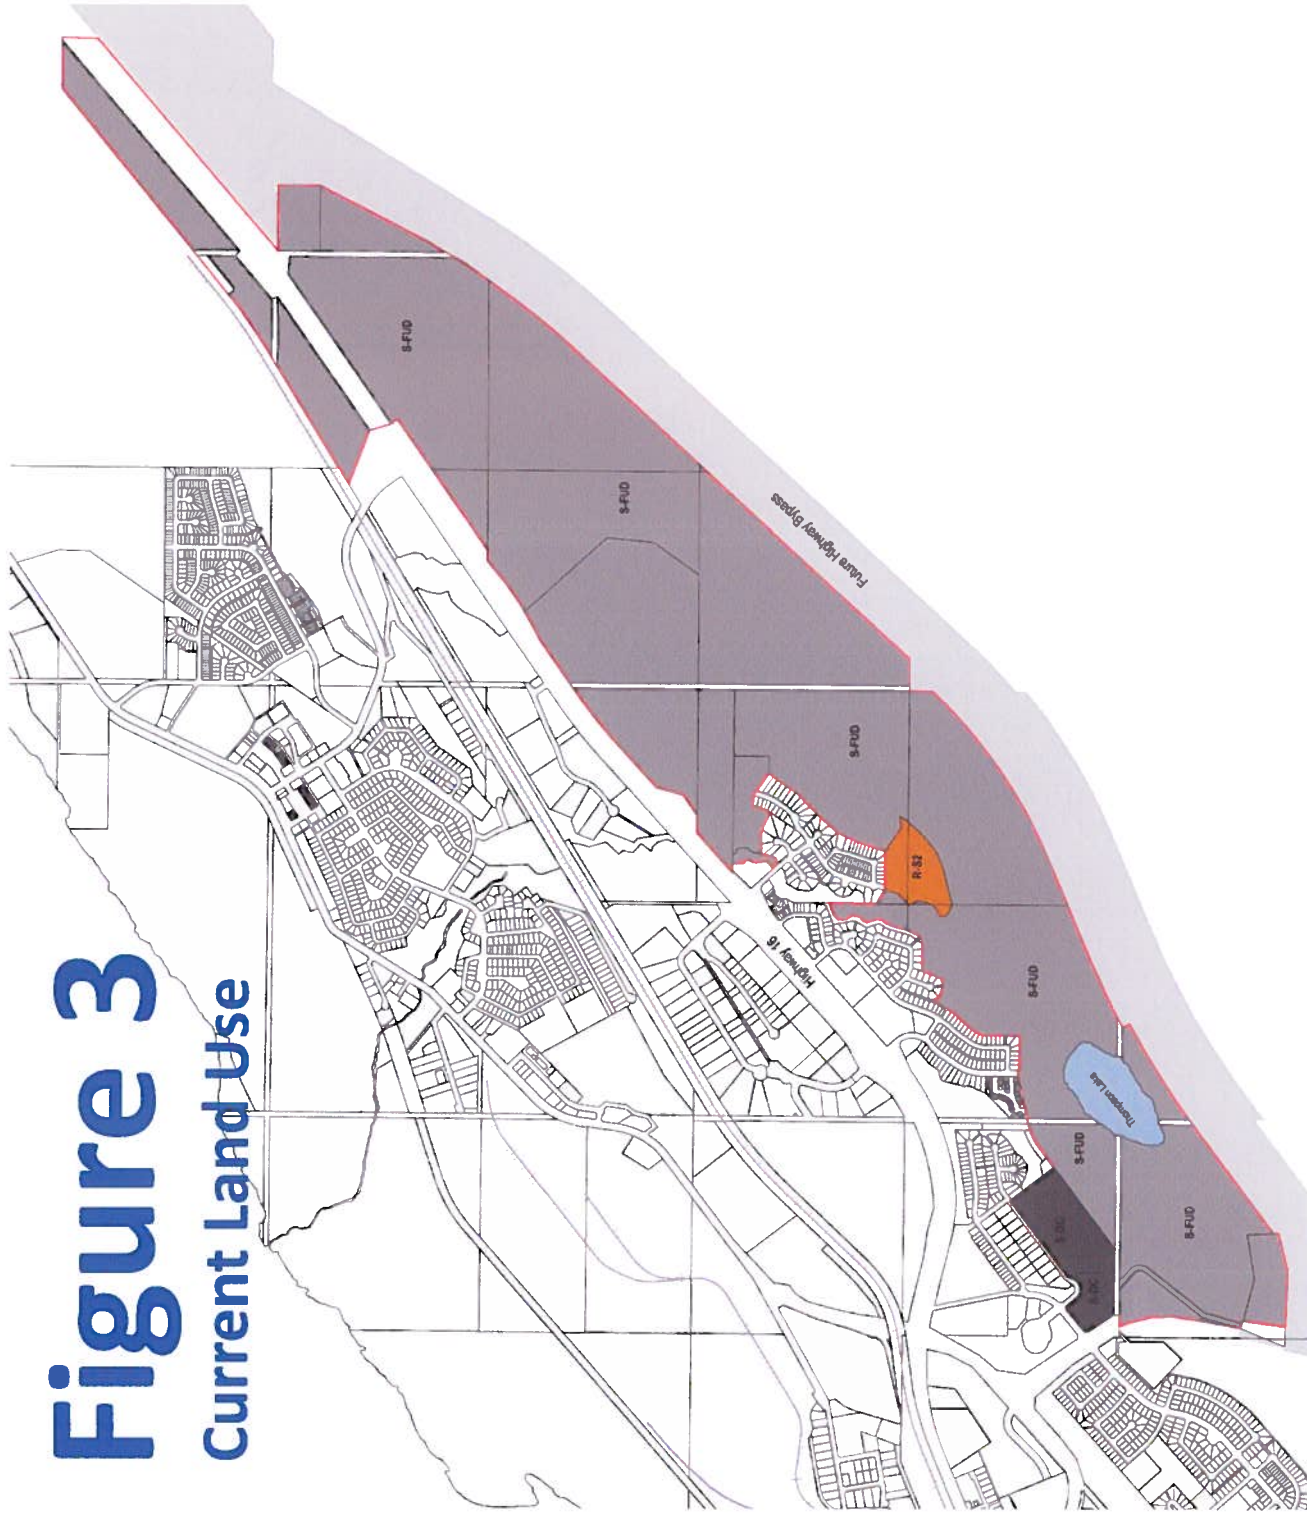 Figure 3
Current Land Use
S-FUD
S-FUD
Future Highway Bypass
S-FUD
R-S2
Highway 16
S-FUD
Thompson Lake
S-FUD
S-FUD
S-DC